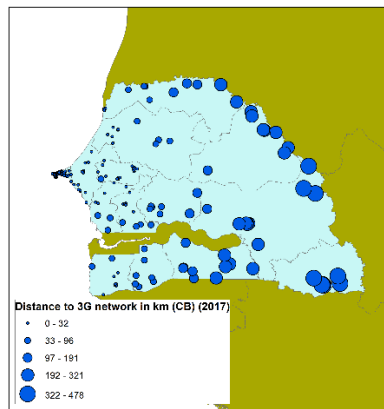 Distance to 3G network in km (CB) (2017)
0 - 32
33 - 96
97 - 191
192 - 321
322 - 478